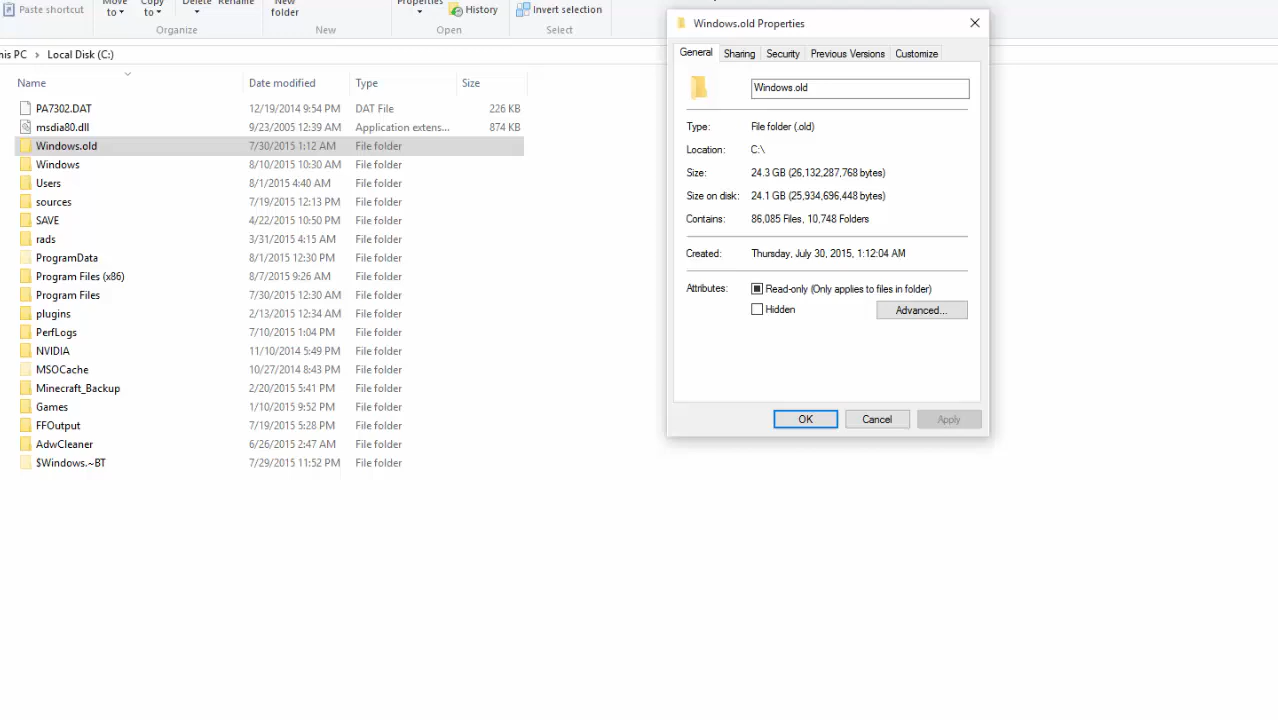 Paste shortcut
Move to
Copy to
Delete
Rename
Organize
New folder
New
Properties
History
Open
Invert selection
Select
his PC > Local Disk (C:)
Name Date modified Type Size
PA7302.DAT 12/19/2014 9:54 PM DAT File 226 KB
msdia80.dll 9/23/2005 12:39 AM Application extens... 874 KB
Windows.old 7/30/2015 1:12 AM File folder
Windows 8/10/2015 10:30 AM File folder
Users 8/1/2015 4:40 AM File folder
sources 7/19/2015 12:13 PM File folder
SAVE 4/22/2015 10:50 PM File folder
rads 3/31/2015 4:15 AM File folder
ProgramData 8/1/2015 12:30 PM File folder
Program Files (x86) 8/7/2015 9:26 AM File folder
Program Files 7/30/2015 12:30 AM File folder
plugins 2/13/2015 12:34 AM File folder
PerfLogs 7/10/2015 1:04 PM File folder
NVIDIA 11/10/2014 5:49 PM File folder
MSOCache 10/27/2014 8:43 PM File folder
Minecraft_Backup 2/20/2015 5:41 PM File folder
Games 1/10/2015 9:52 PM File folder
FFOutput 7/19/2015 5:28 PM File folder
AdwCleaner 6/26/2015 2:47 AM File folder
$Windows.~BT 7/29/2015 11:52 PM File folder
Windows.old Properties
General Sharing Security Previous Versions Customize
Windows.old
Type: File folder (.old)
Location: C:\
Size: 24.3 GB (26,132,287,768 bytes)
Size on disk: 24.1 GB (25,934,696,448 bytes)
Contains: 86,085 Files, 10,748 Folders
Created: Thursday, July 30, 2015, 1:12:04 AM
Attributes: Read-only (Only applies to files in folder)
Hidden Advanced...
OK Cancel Apply